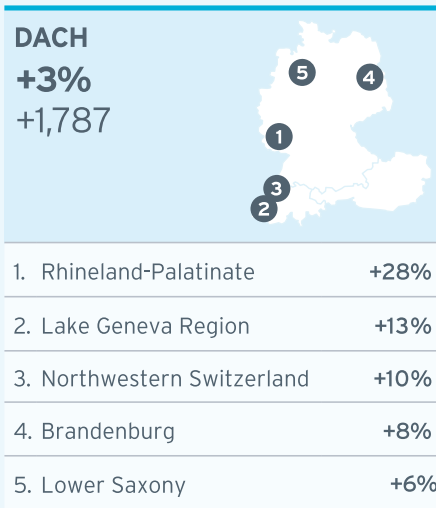 DACH
+3%
+1,787
5
4
1
3
2
1. Rhineland-Palatinate +28%
2. Lake Geneva Region +13%
3. Northwestern Switzerland +10%
4. Brandenburg +8%
5. Lower Saxony +6%